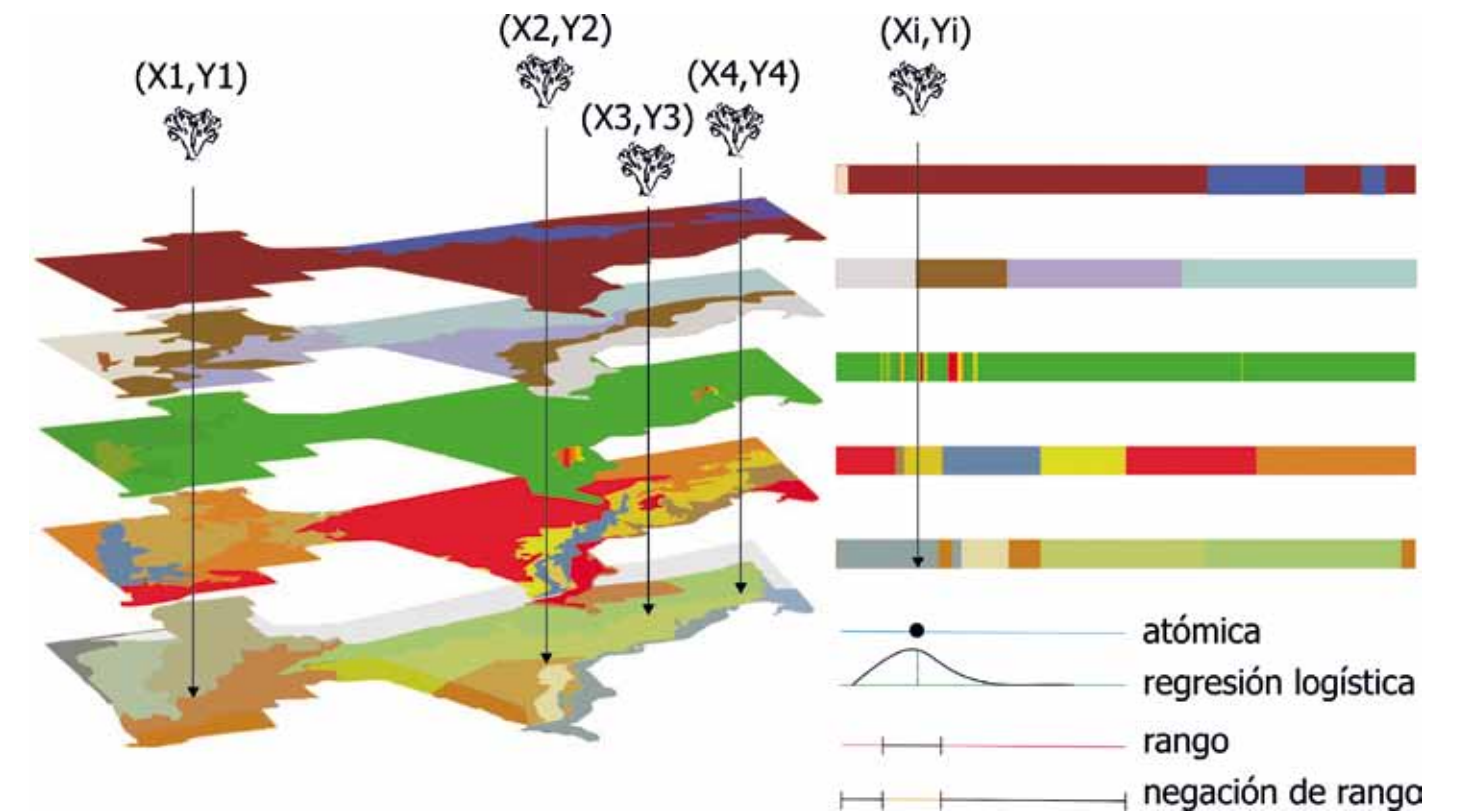 (X1,Y1)
(X2,Y2)
(X3,Y3)
(X4,Y4)
(Xi,Yi)
atómica
regresión logística
rango
negación de rango